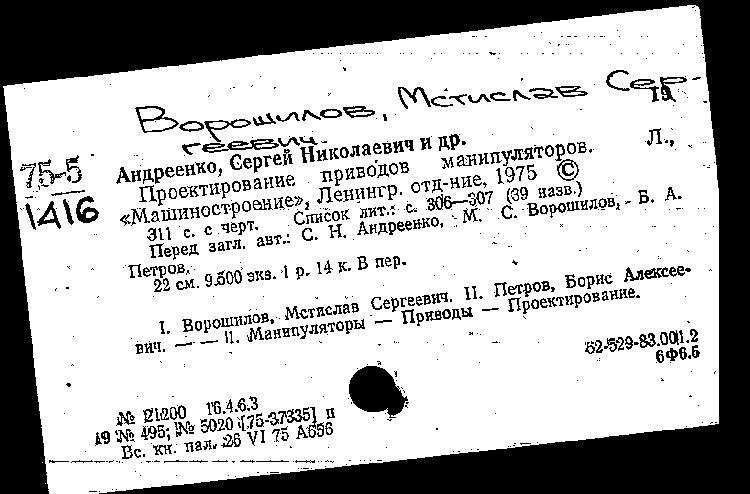 Ворошилов, Мстислав Сер-
геевич.
19
75-5
1416
Андреенко, Сергей Николаевич и др.
Проектирование приводов манипуляторов. Л.,
«Машиностроение», Ленингр. отд-ние, 1975 ©
311 с. с черт. Список лит.: с. 306—307 (39 назв.)
Перед загл. авт.: С. Н. Андреенко, М. С. Ворошилов, Б. А.
Петров.
22 см. 9.500 экз. 1 р. 14 к. В пер.
I. Ворошилов, Мстислав Сергеевич. II. Петров, Борис Алексее-
вич. — — II. Манипуляторы — Приводы — Проектирование.
62-529-83.001.2
6Ф6.5
№ 121200 16.4.6.3
19 № 495; № 5020 [75-37335] п
Вс. кн. пал. 26 VI 75 А656